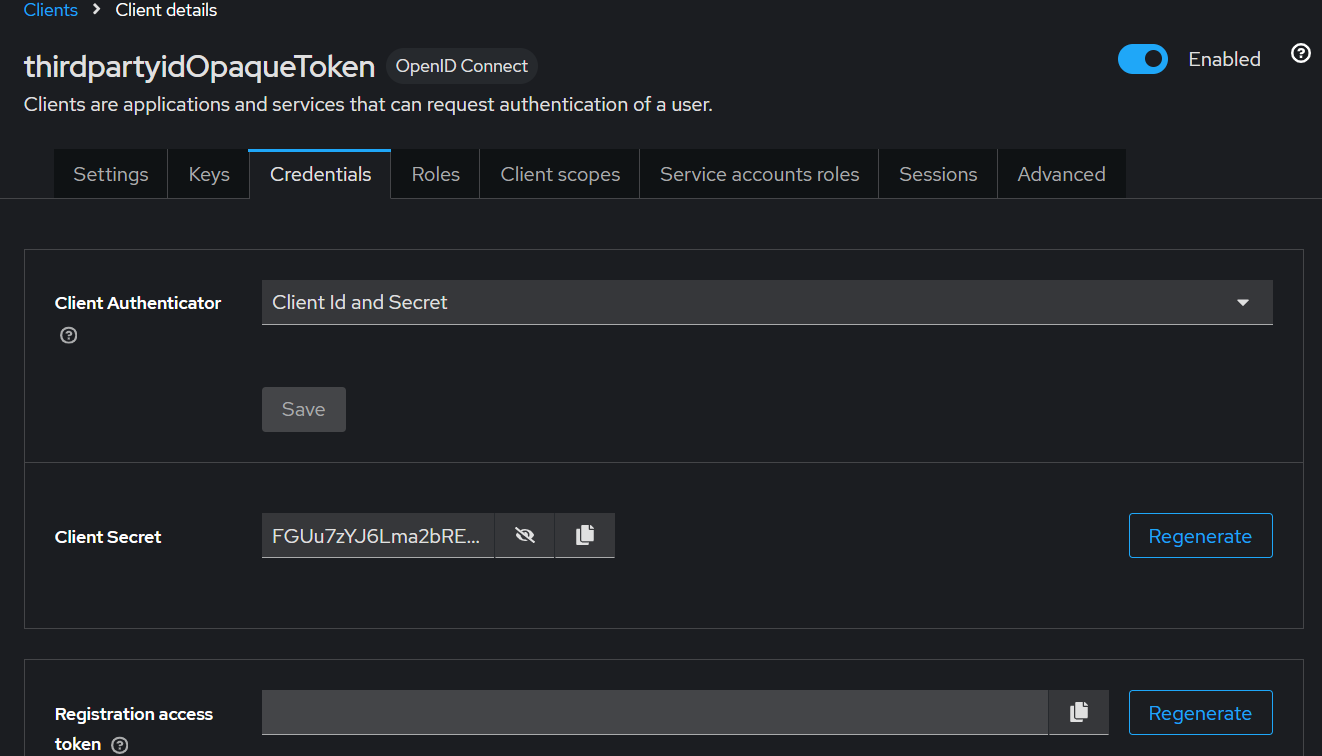 Clients > Client details
thirdpartyidOpaqueToken OpenID Connect Enabled
Clients are applications and services that can request authentication of a user.
Settings Keys Credentials Roles Client scopes Service accounts roles Sessions Advanced
Client Authenticator Client Id and Secret
Save
Client Secret FGUu7zYJ6Lma2bRE... Regenerate
Registration access Regenerate
token